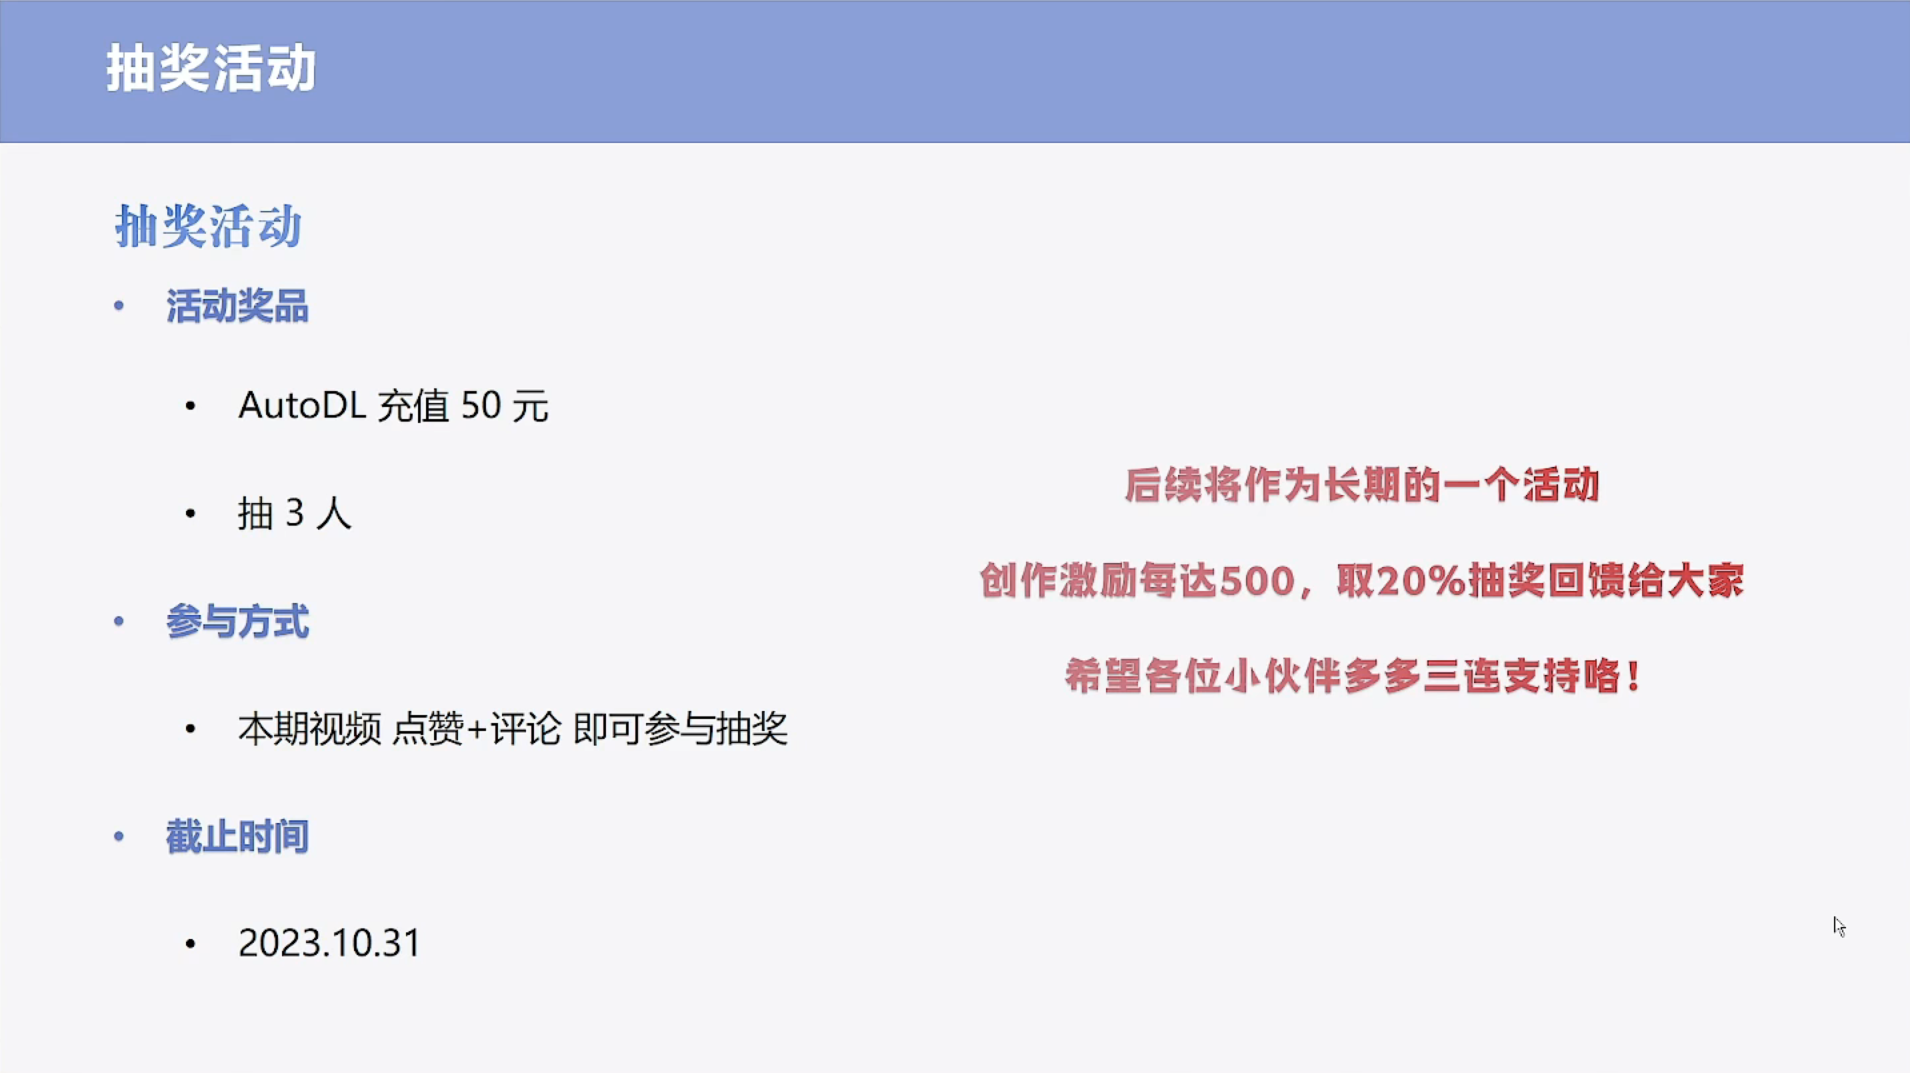 抽奖活动
抽奖活动
• 活动奖品
• AutoDL 充值 50 元
• 抽 3 人
• 参与方式
• 本期视频 点赞+评论 即可参与抽奖
• 截止时间
• 2023.10.31
后续将作为长期的一个活动
创作激励每达500，取20%抽奖回馈给大家
希望各位小伙伴多多三连支持咯！